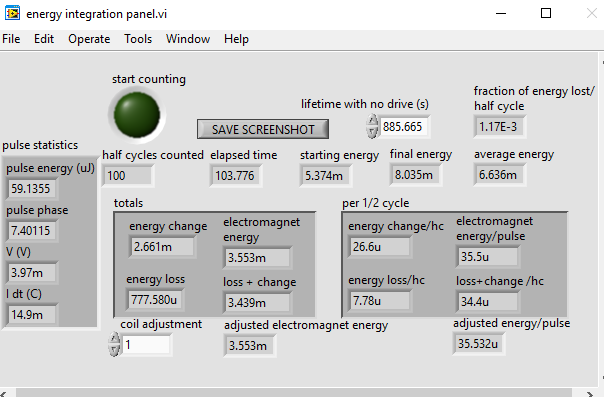 energy integration panel.vi
File Edit Operate Tools Window Help
start counting
fraction of energy lost/
half cycle
lifetime with no drive (s)
SAVE SCREENSHOT
885.665
1.17E-3
pulse statistics
half cycles counted
elapsed time
starting energy
final energy
average energy
pulse energy (uJ)
100
103.776
5.374m
8.035m
6.636m
59.1355
pulse phase
7.40115
V (V)
3.97m
I dt (C)
14.9m
totals
energy change
2.661m
electromagnet
energy
3.553m
energy loss
777.580u
loss + change
3.439m
per 1/2 cycle
energy change/hc
26.6u
electromagnet
energy/pulse
35.5u
energy loss/hc
7.78u
loss+change /hc
34.4u
coil adjustment
1
adjusted electromagnet energy
3.553m
adjusted energy/pulse
35.532u